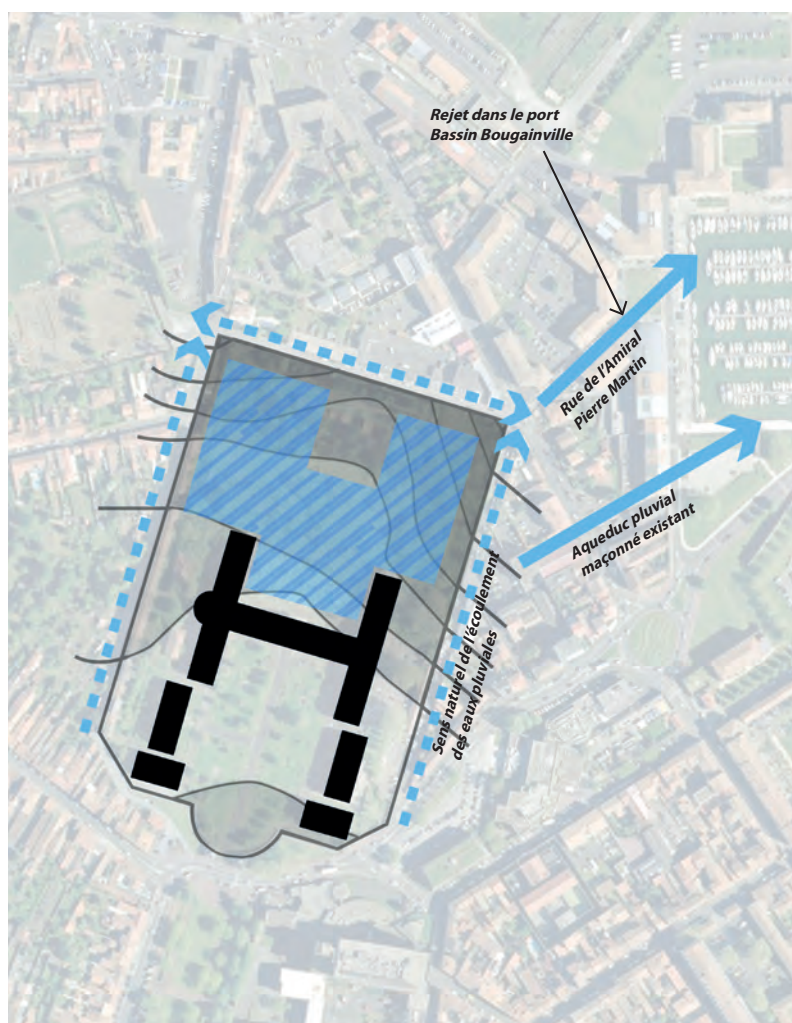 Rejet dans le port
Bassin Bougainville
Rue de l'Amiral
Pierre Martin
Aqueduc pluvial
maçonné existant
Sens naturel de l'écoulement
des eaux pluviales